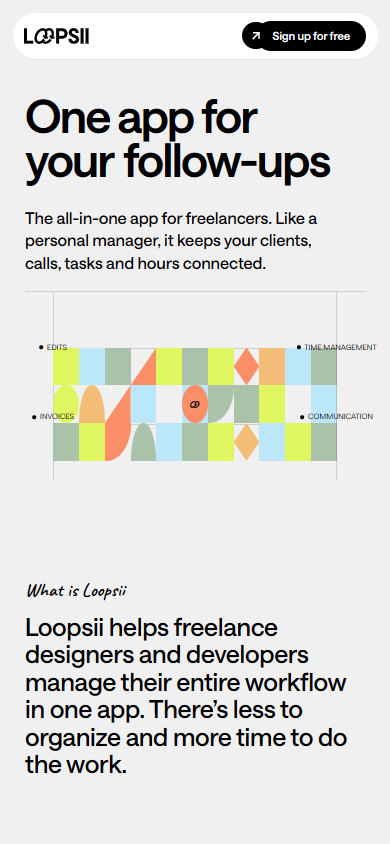 LOOPSII
Sign up for free
One app for
your follow-ups
The all-in-one app for freelancers. Like a
personal manager, it keeps your clients,
calls, tasks and hours connected.
EDITS
TIME MANAGEMENT
INVOICES
COMMUNICATION
What is Loopsii
Loopsii helps freelance
designers and developers
manage their entire workflow
in one app. There’s less to
organize and more time to do
the work.